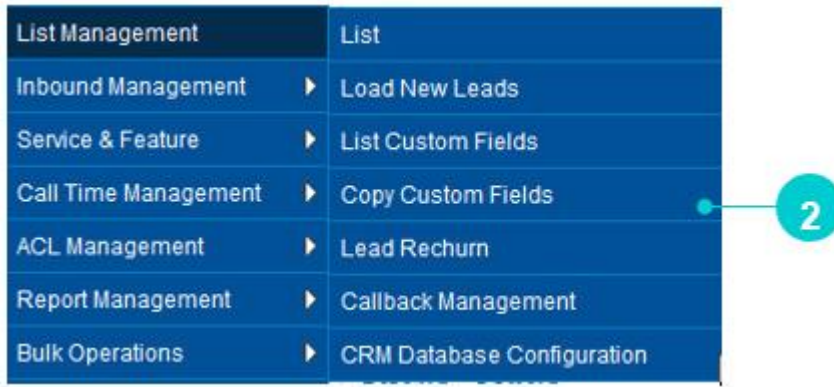 List Management
Inbound Management
Service & Feature
Call Time Management
ACL Management
Report Management
Bulk Operations
List
Load New Leads
List Custom Fields
Copy Custom Fields
Lead Rechurn
Callback Management
CRM Database Configuration
2